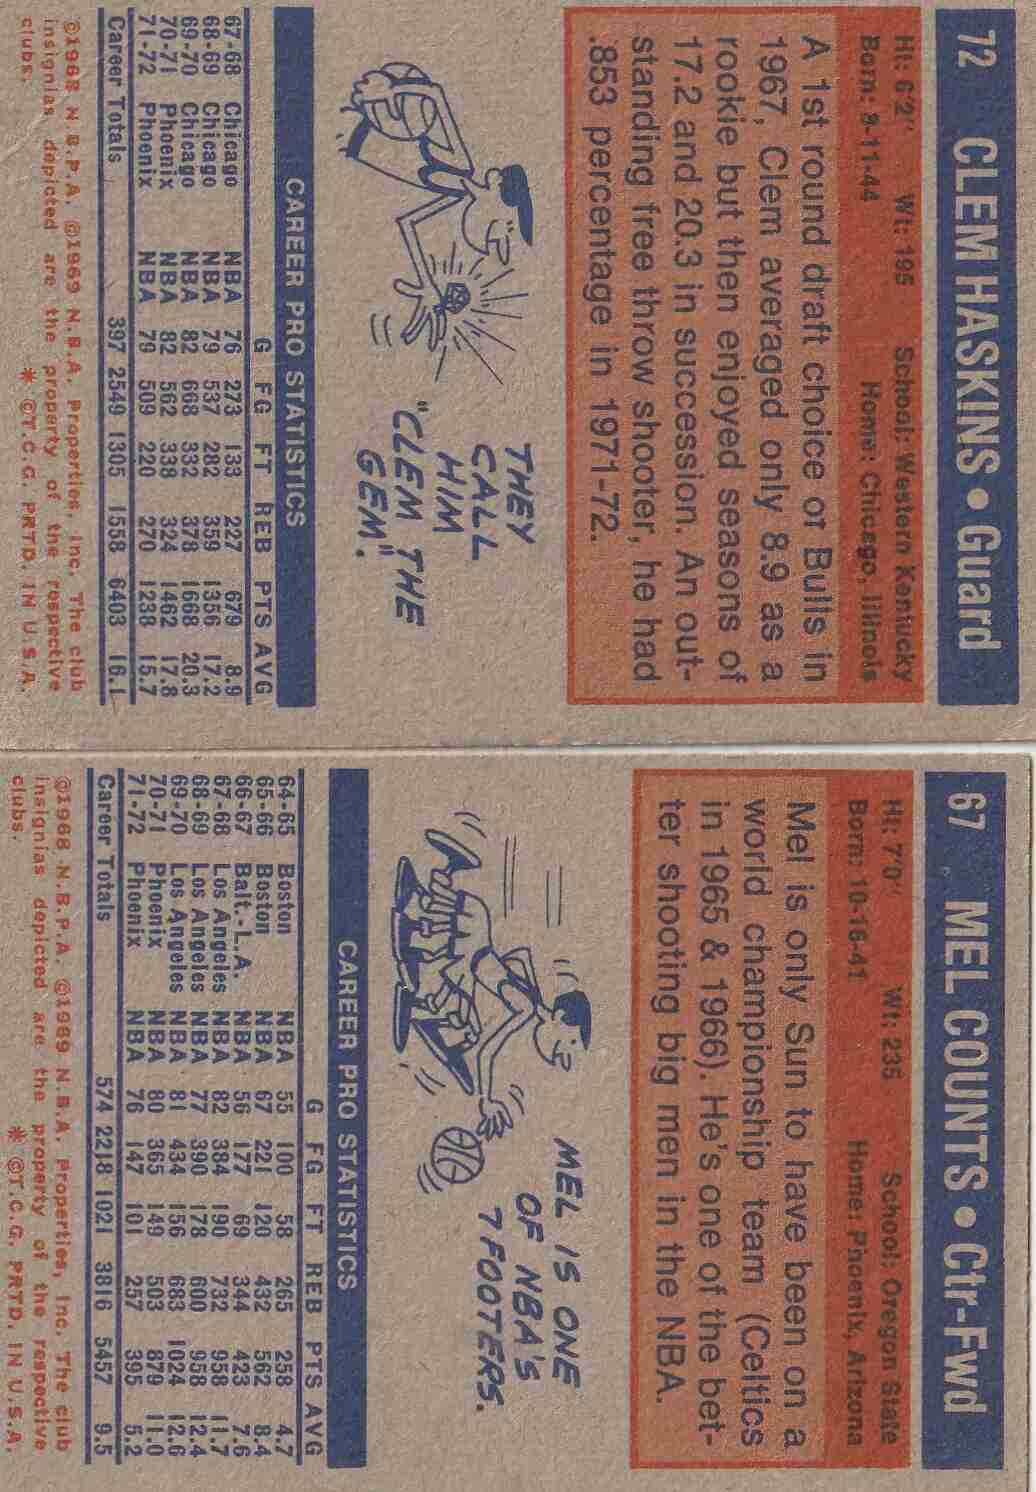 72 CLEM HASKINS • Guard
Ht: 6'2" Wt: 195 School: Western Kentucky
Born: 8-11-44 Home: Chicago, Illinois
A 1st round draft choice of Bulls in
1967, Clem averaged only 8.9 as a
rookie but then enjoyed seasons of
17.2 and 20.3 in succession. An out-
standing free throw shooter, he had
.853 percentage in 1971-72.
THEY
CALL
HIM
"CLEM THE
GEM".
CAREER PRO STATISTICS
G FG FT REB PTS AVG
67-68 Chicago NBA 76 273 133 227 679 8.9
68-69 Chicago NBA 79 537 282 359 1356 17.2
69-70 Chicago NBA 82 668 332 378 1668 20.3
70-71 Phoenix NBA 82 562 338 324 1462 17.8
71-72 Phoenix NBA 79 509 220 270 1238 15.7
Career Totals 397 2549 1305 1558 6403 16.1
©1968 N.B.P.A. ©1969 N.B.A. Properties, Inc. The club
insignias depicted are the property of the respective
clubs. * ©T.C.G. PRTD. IN U.S.A.
67 MEL COUNTS • Ctr-Fwd
Ht: 7'0" Wt: 235 School: Oregon State
Born: 10-16-41 Home: Phoenix, Arizona
Mel is only Sun to have been on a
world championship team (Celtics
in 1965 & 1966). He's one of the bet-
ter shooting big men in the NBA.
MEL IS ONE
OF NBA'S
7 FOOTERS.
CAREER PRO STATISTICS
G FG FT REB PTS AVG
64-65 Boston NBA 55 100 58 265 258 4.7
65-66 Boston NBA 67 221 120 432 562 8.4
66-67 Balt.-L.A. NBA 56 177 69 344 423 7.6
67-68 Los Angeles NBA 82 384 190 732 958 11.7
68-69 Los Angeles NBA 77 390 178 600 958 12.4
69-70 Los Angeles NBA 81 434 156 683 1024 12.6
70-71 Phoenix NBA 80 365 149 503 879 11.0
71-72 Phoenix NBA 76 147 101 257 395 5.2
Career Totals 574 2218 1021 3816 5457 9.5
©1968 N.B.P.A. ©1969 N.B.A. Properties, Inc. The club
insignias depicted are the property of the respective
clubs. * ©T.C.G. PRTD. IN U.S.A.